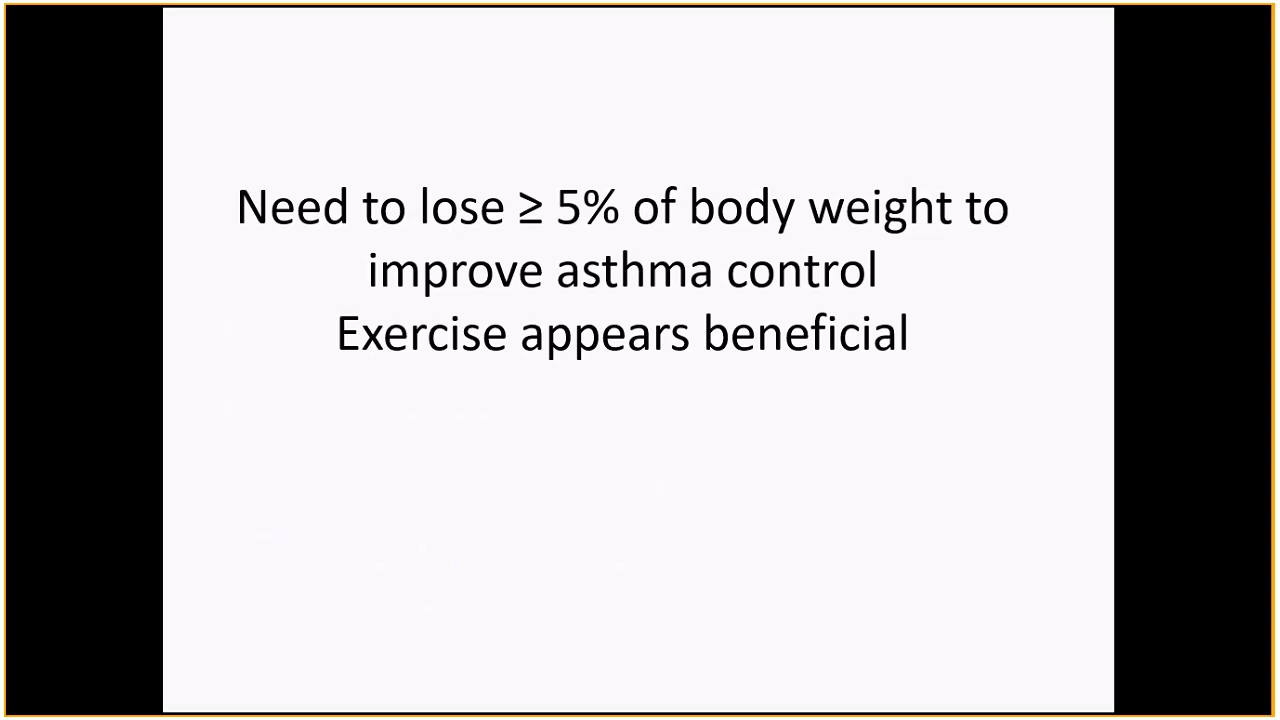 Need to lose ≥ 5% of body weight to
improve asthma control
Exercise appears beneficial